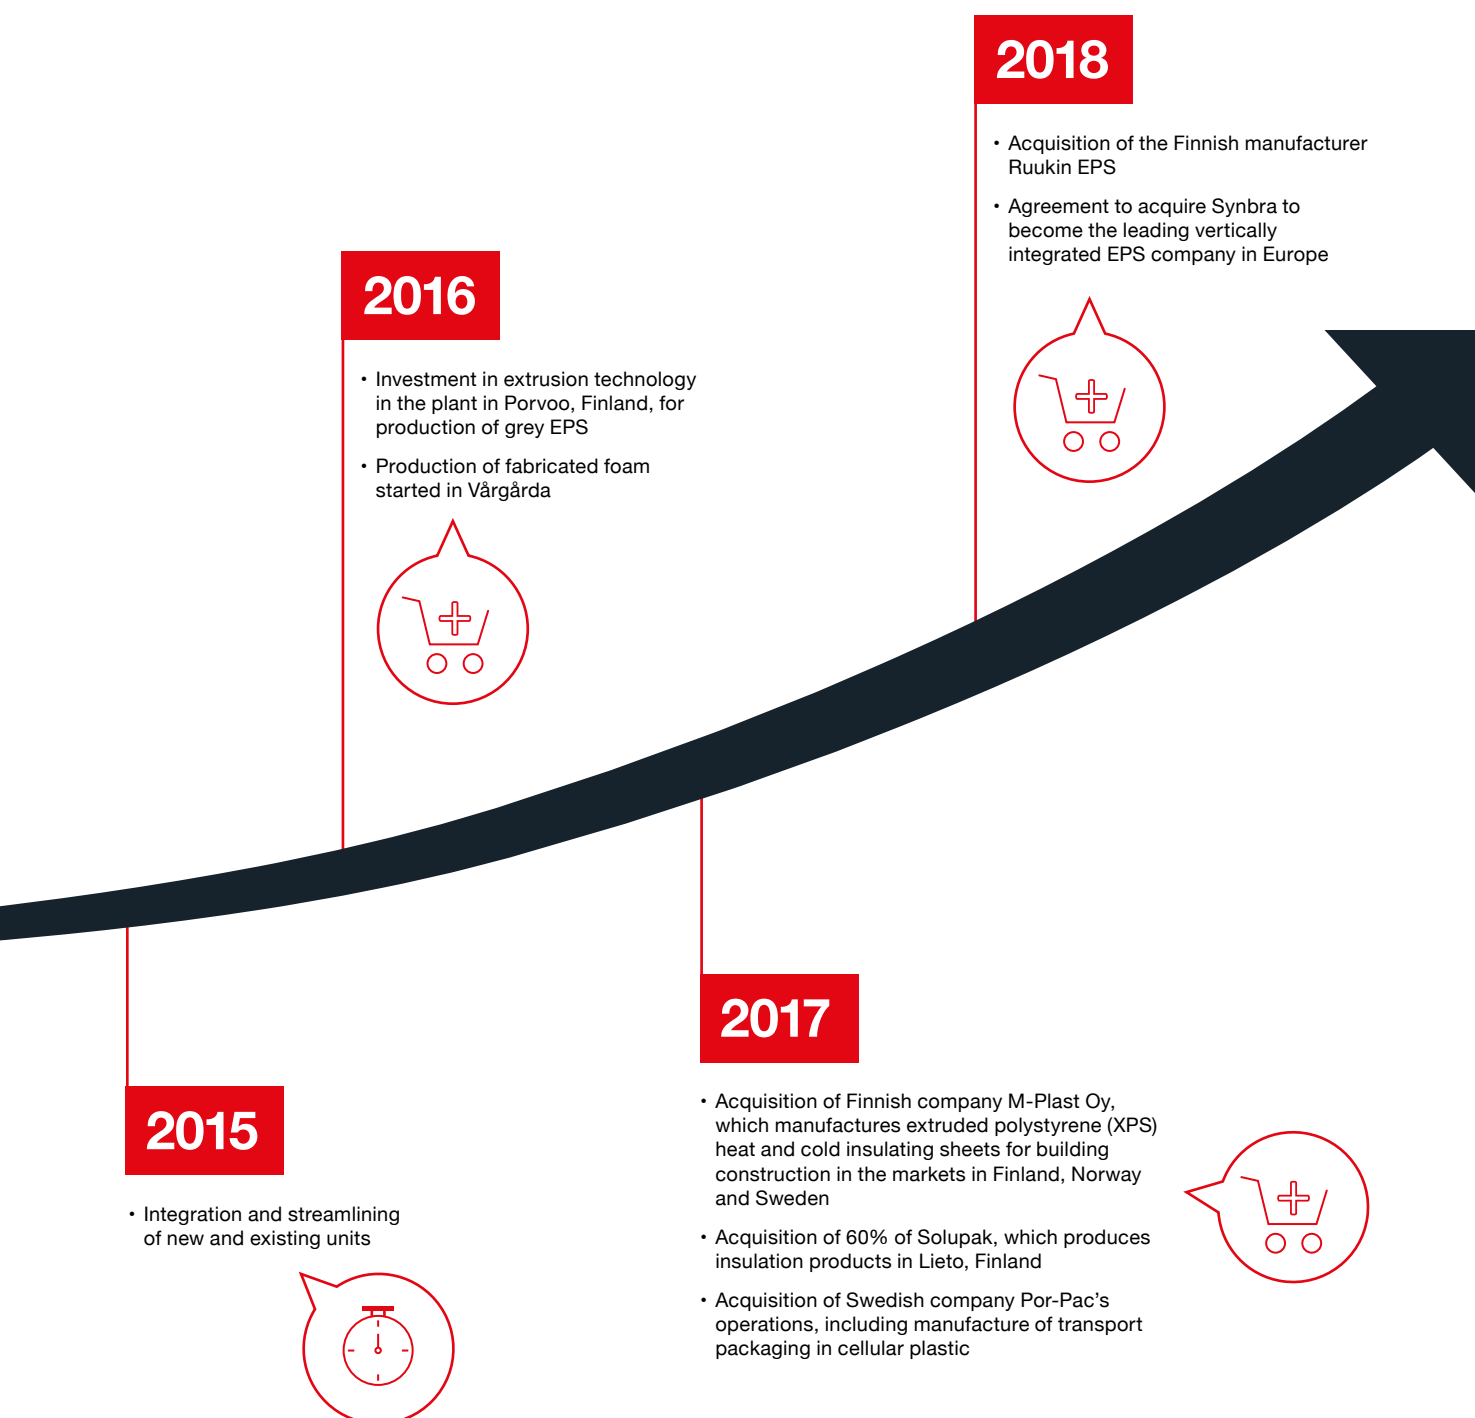 2018
• Acquisition of the Finnish manufacturer
Ruukin EPS
• Agreement to acquire Synbra to
become the leading vertically
integrated EPS company in Europe
2016
• Investment in extrusion technology
in the plant in Porvoo, Finland, for
production of grey EPS
• Production of fabricated foam
started in Vårgårda
2017
• Acquisition of Finnish company M-Plast Oy,
which manufactures extruded polystyrene (XPS)
heat and cold insulating sheets for building
construction in the markets in Finland, Norway
and Sweden
• Acquisition of 60% of Solupak, which produces
insulation products in Lieto, Finland
• Acquisition of Swedish company Por-Pac’s
operations, including manufacture of transport
packaging in cellular plastic
2015
• Integration and streamlining
of new and existing units